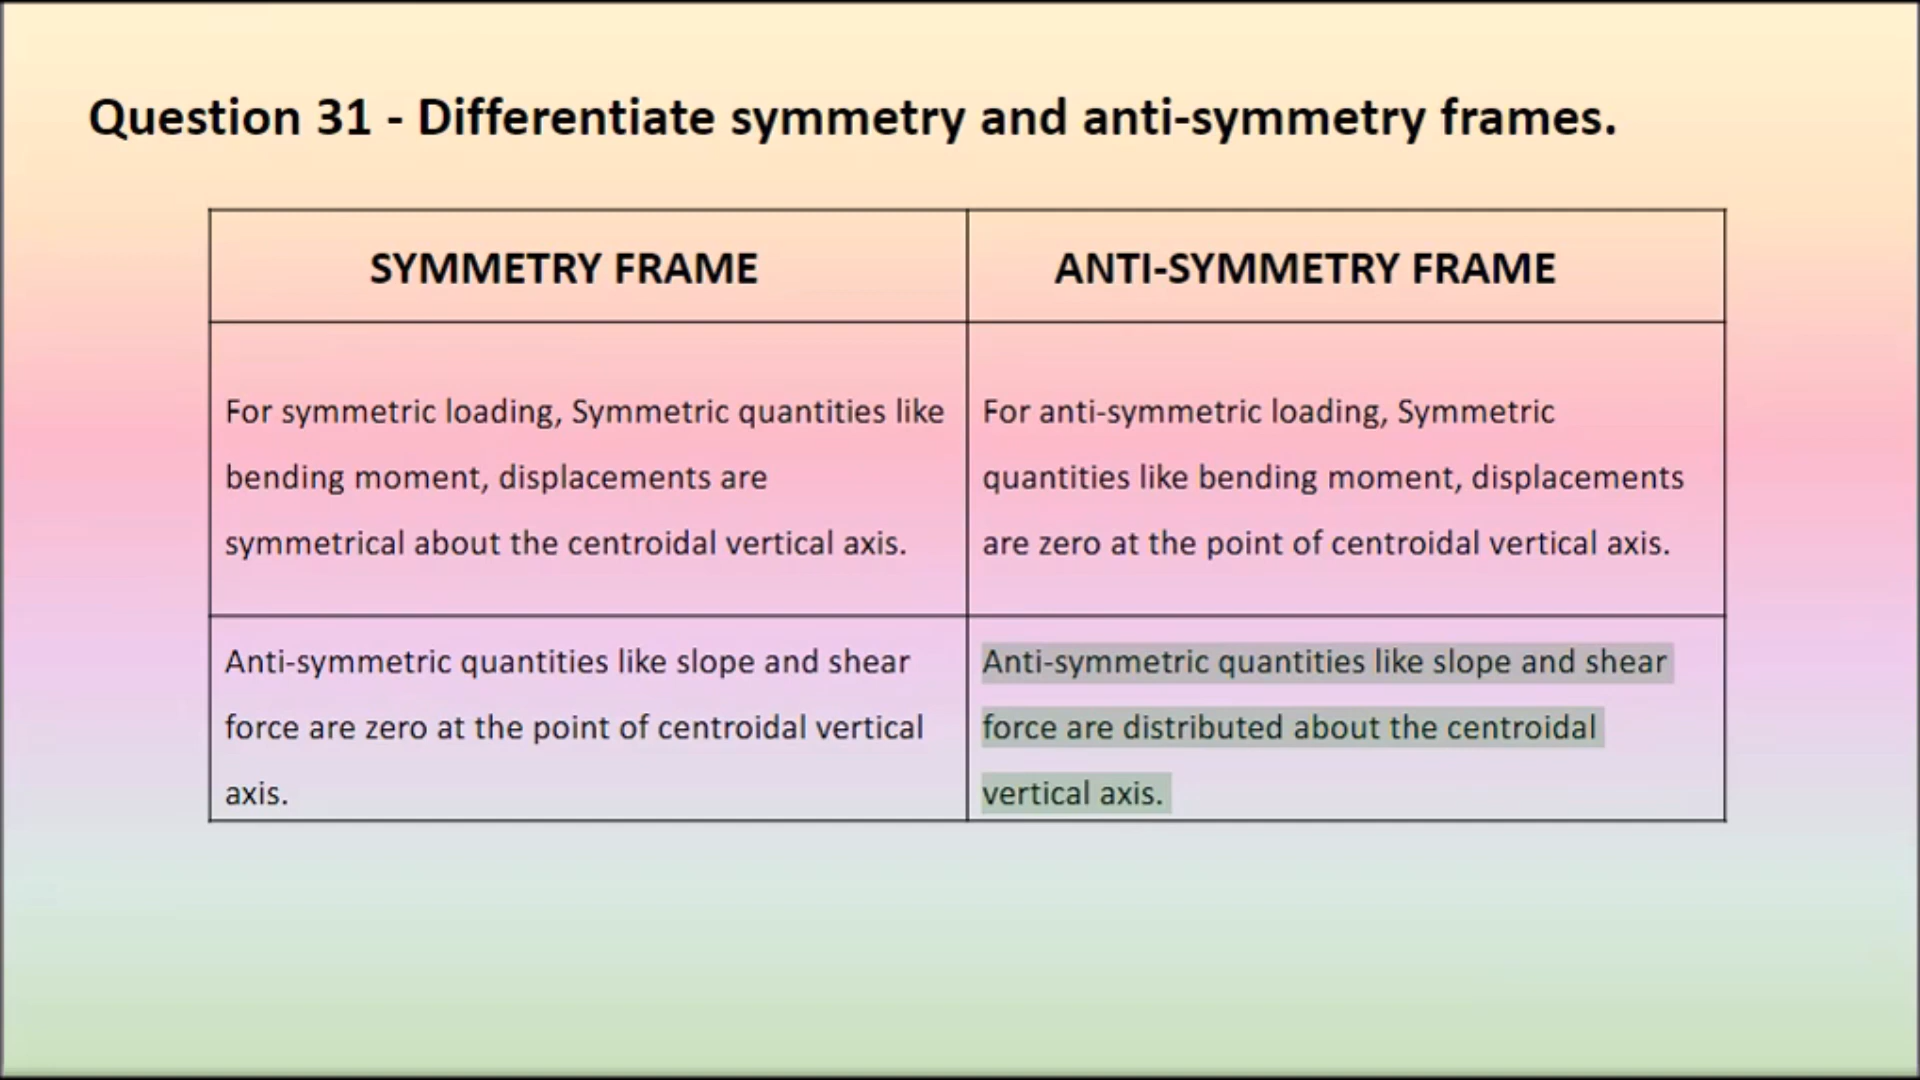 Question 31 - Differentiate symmetry and anti-symmetry frames.
SYMMETRY FRAME
ANTI-SYMMETRY FRAME
For symmetric loading, Symmetric quantities like
bending moment, displacements are
symmetrical about the centroidal vertical axis.
For anti-symmetric loading, Symmetric
quantities like bending moment, displacements
are zero at the point of centroidal vertical axis.
Anti-symmetric quantities like slope and shear
force are zero at the point of centroidal vertical
axis.
Anti-symmetric quantities like slope and shear
force are distributed about the centroidal
vertical axis.